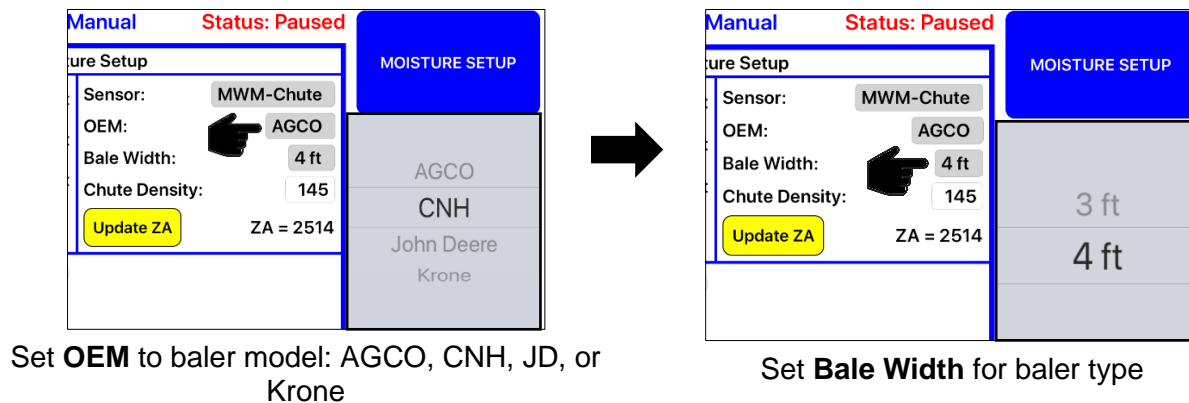 Manual Status: Paused
ure Setup
Sensor: MWM-Chute
OEM: AGCO
Bale Width: 4 ft
Chute Density: 145
Update ZA ZA = 2514
MOISTURE SETUP
AGCO
CNH
John Deere
Krone
Set OEM to baler model: AGCO, CNH, JD, or
Krone
Manual Status: Paused
ure Setup
Sensor: MWM-Chute
OEM: AGCO
Bale Width: 4 ft
Chute Density: 145
Update ZA ZA = 2514
MOISTURE SETUP
3 ft
4 ft
Set Bale Width for baler type